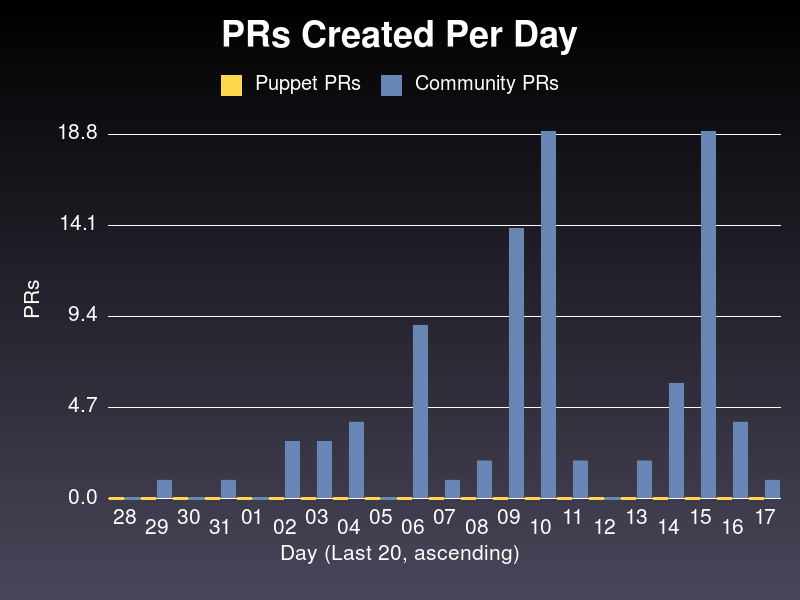 PRs Created Per Day
Puppet PRs Community PRs
18.8
14.1
9.4
4.7
0.0
PRs
28 29 30 31 01 02 03 04 05 06 07 08 09 10 11 12 13 14 15 16 17
Day (Last 20, ascending)